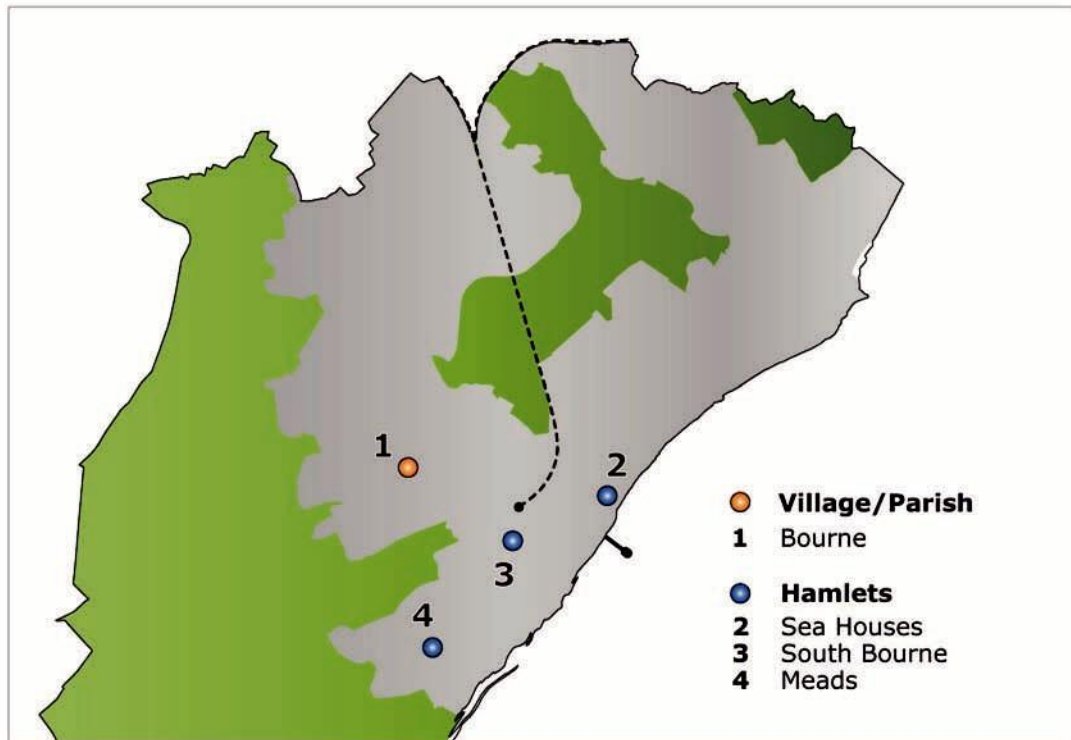 1
2
3
4
Village/Parish
1 Bourne
Hamlets
2 Sea Houses
3 South Bourne
4 Meads